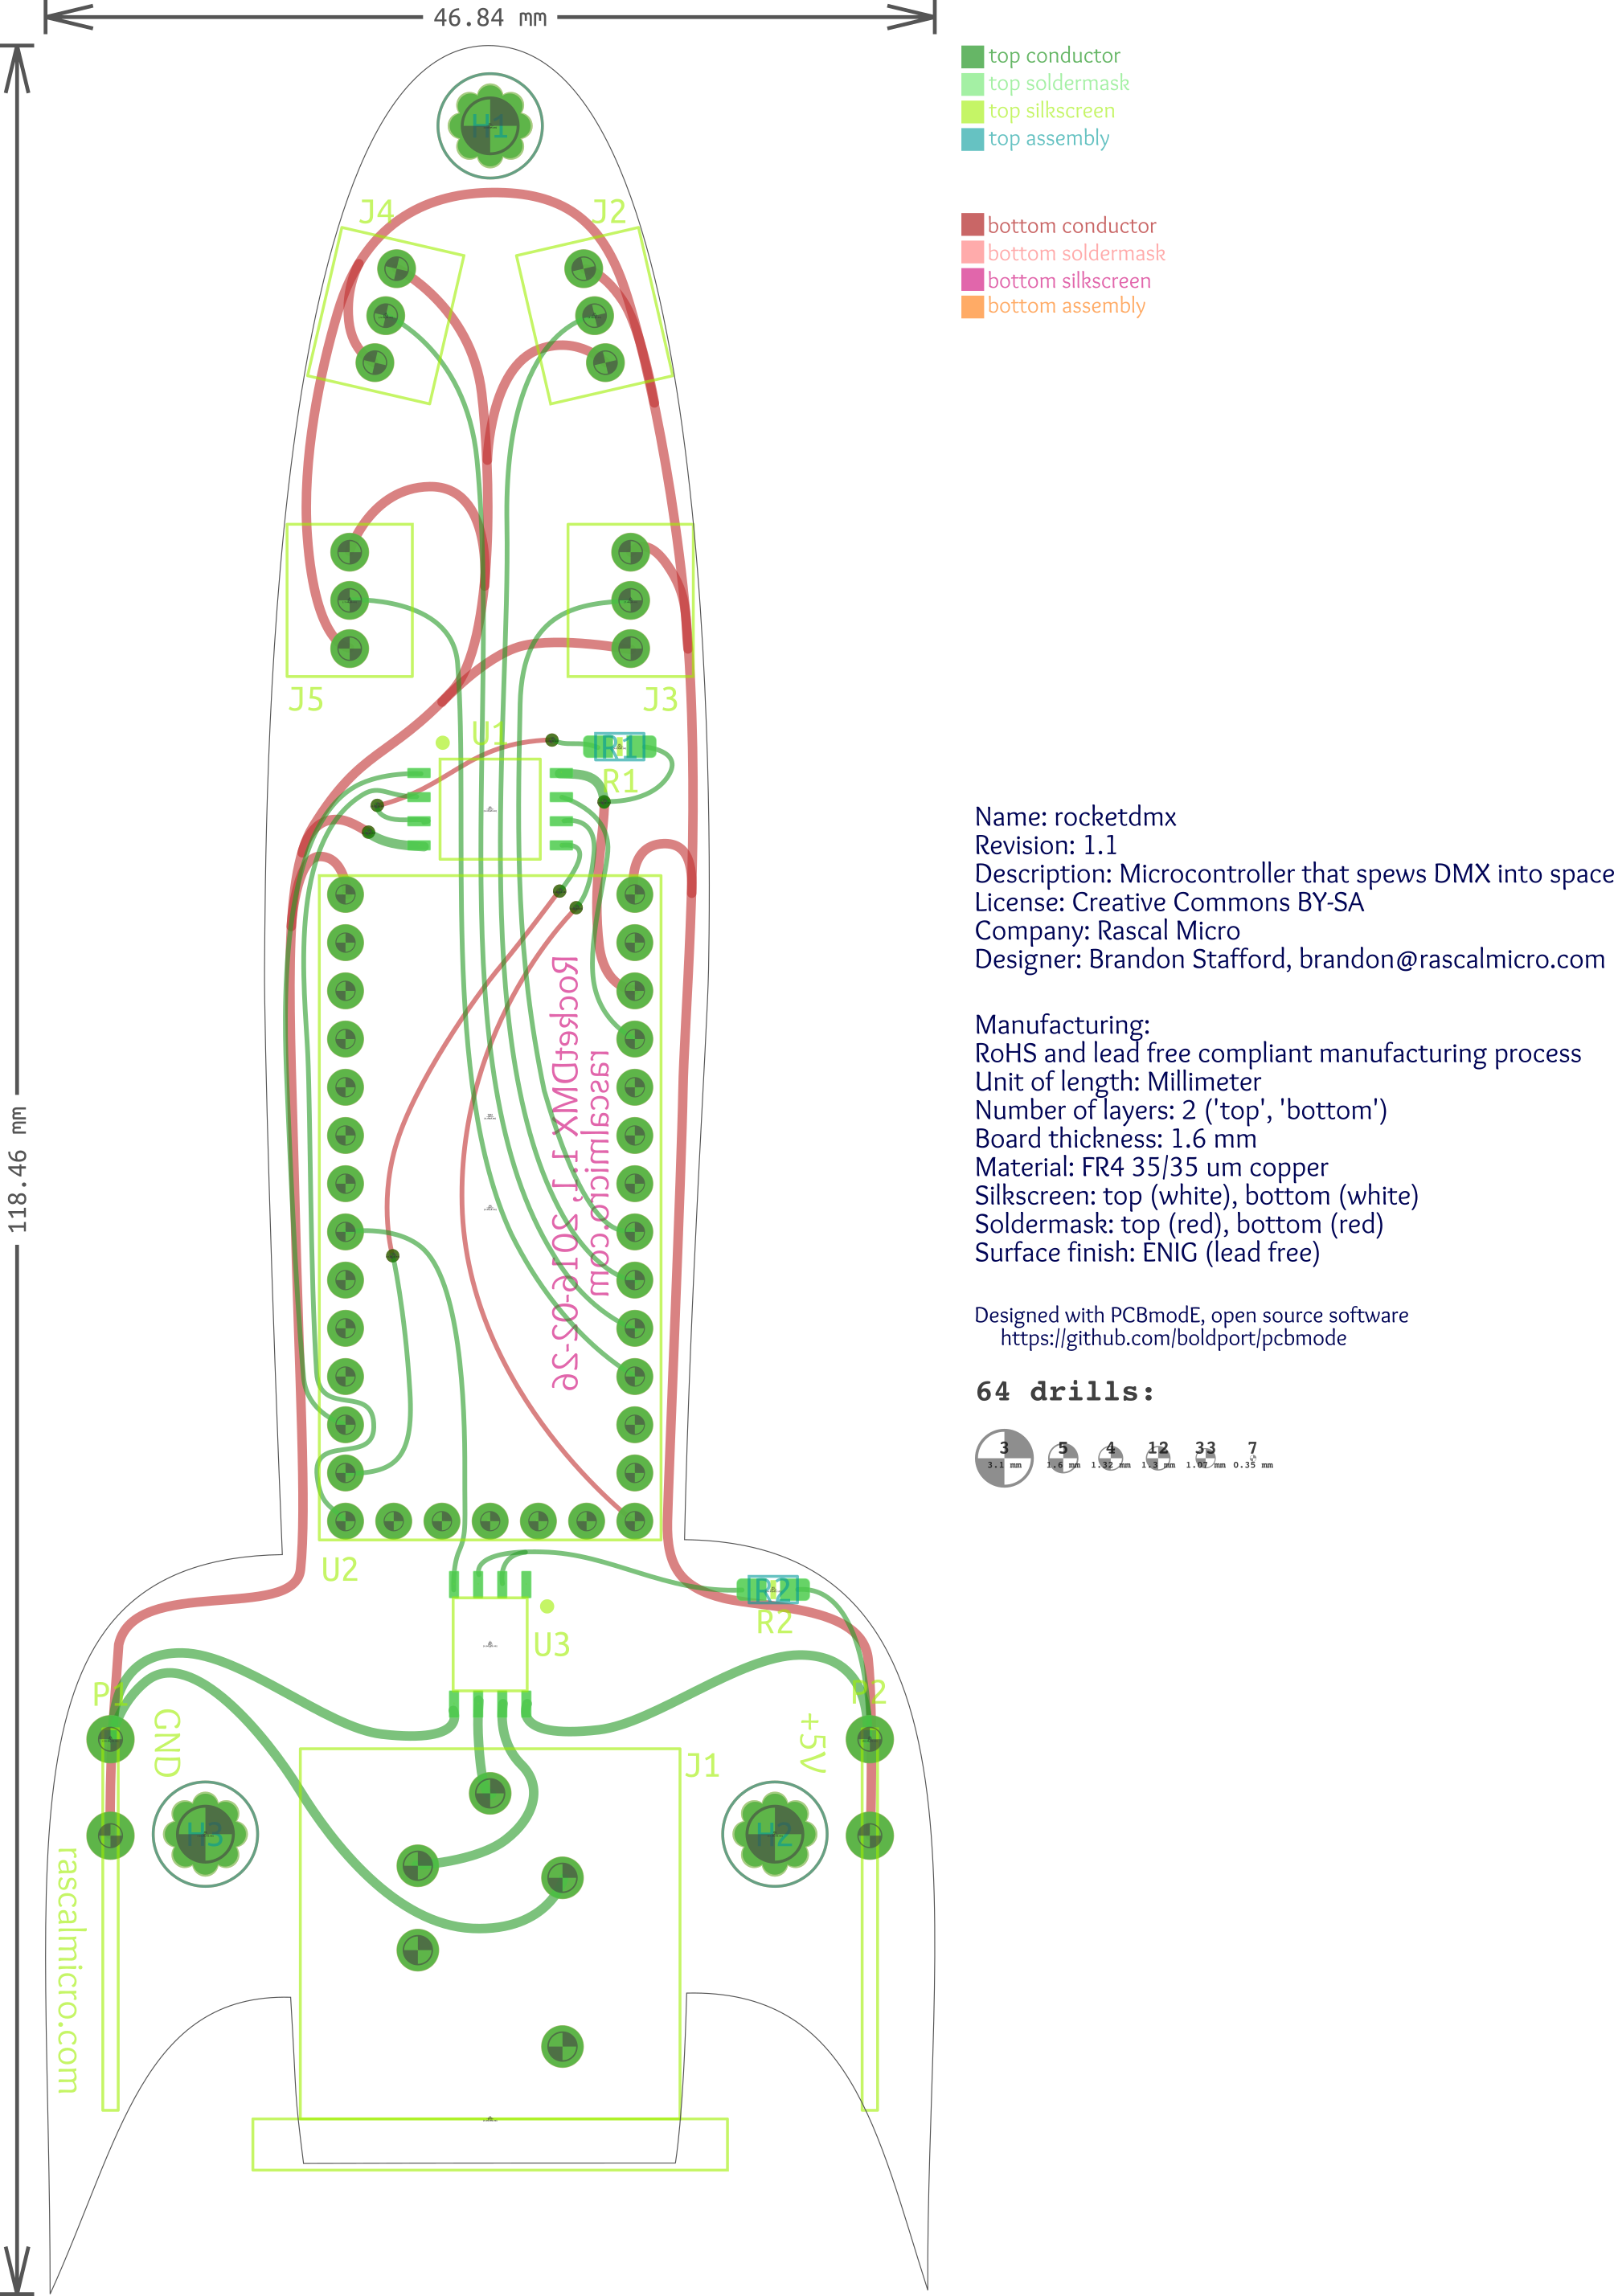 46.84 mm
118.46 mm
top conductor
top soldermask
top silkscreen
top assembly
bottom conductor
bottom soldermask
bottom silkscreen
bottom assembly
H1
J4
J2
J5
J3
U1
R1
R1
RocketDMX 1.1, 2016-02-26
rascalmicro.com
U2
R2
R2
U3
P1
P2
GND
+5V
J1
H3
H2
rascalmicro.com
Name: rocketdmx
Revision: 1.1
Description: Microcontroller that spews DMX into space
License: Creative Commons BY-SA
Company: Rascal Micro
Designer: Brandon Stafford, brandon@rascalmicro.com
Manufacturing:
RoHS and lead free compliant manufacturing process
Unit of length: Millimeter
Number of layers: 2 ('top', 'bottom')
Board thickness: 1.6 mm
Material: FR4 35/35 um copper
Silkscreen: top (white), bottom (white)
Soldermask: top (red), bottom (red)
Surface finish: ENIG (lead free)
Designed with PCBmodE, open source software
https://github.com/boldport/pcbmode
64 drills:
3 5 4 12 33 7
3.1 mm 1.6 mm 1.32 mm 1.3 mm 1.07 mm 0.35 mm